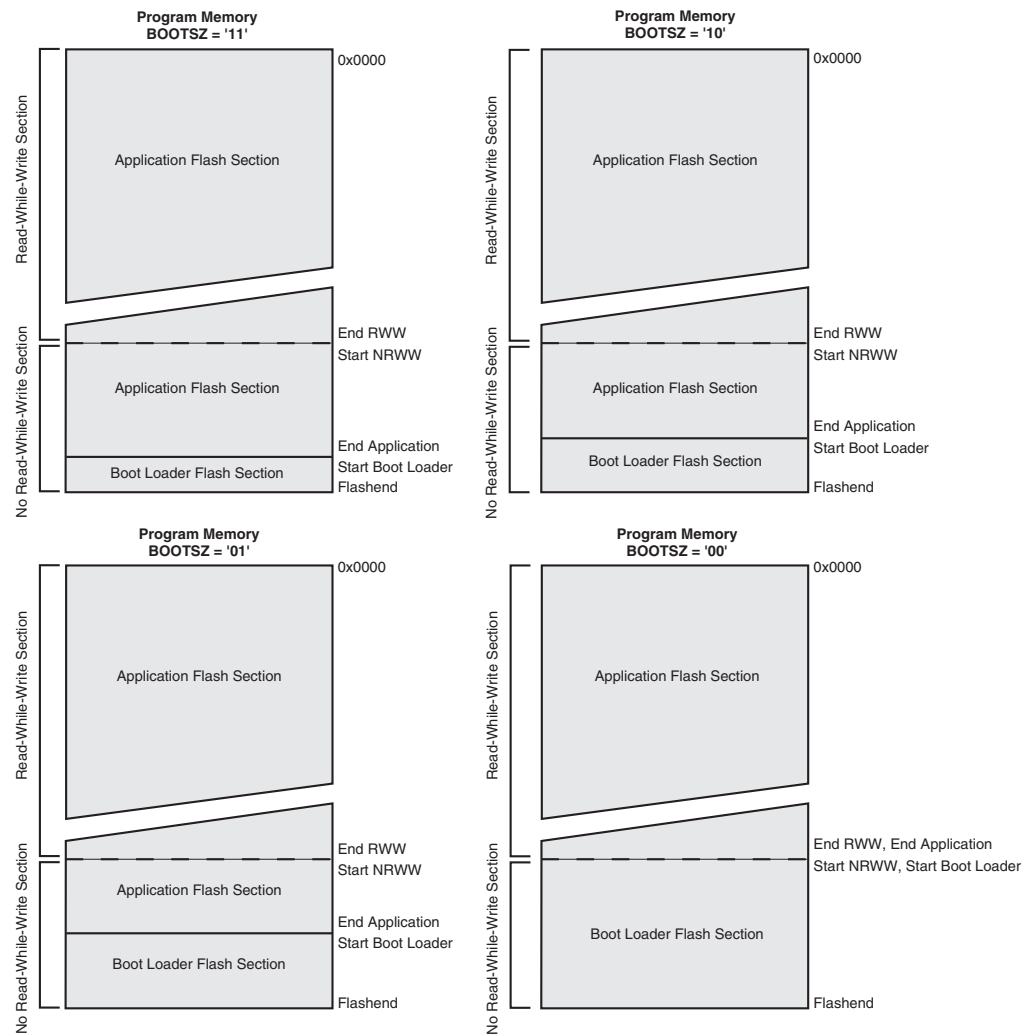 Program Memory
BOOTSZ = '11'
0x0000
Read-While-Write Section
Application Flash Section
End RWW
Start NRWW
No Read-While-Write Section
Application Flash Section
End Application
Start Boot Loader
Boot Loader Flash Section
Flashend
Program Memory
BOOTSZ = '10'
0x0000
Read-While-Write Section
Application Flash Section
End RWW
Start NRWW
No Read-While-Write Section
Application Flash Section
End Application
Start Boot Loader
Boot Loader Flash Section
Flashend
Program Memory
BOOTSZ = '01'
0x0000
Read-While-Write Section
Application Flash Section
End RWW
Start NRWW
No Read-While-Write Section
Application Flash Section
End Application
Start Boot Loader
Boot Loader Flash Section
Flashend
Program Memory
BOOTSZ = '00'
0x0000
Read-While-Write Section
Application Flash Section
End RWW, End Application
Start NRWW, Start Boot Loader
No Read-While-Write Section
Boot Loader Flash Section
Flashend